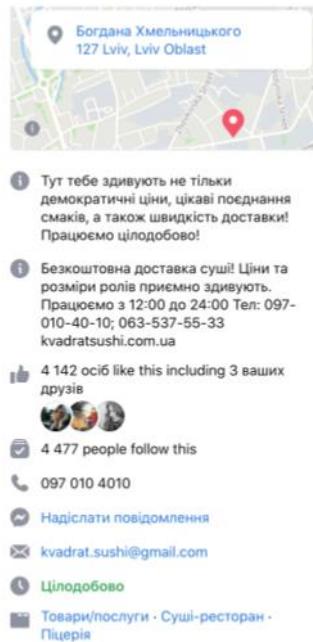 Богдана Хмельницького
127 Lviv, Lviv Oblast
Тут тебе здивують не тільки
демократичні ціни, цікаві поєднання
смаків, а також швидкість доставки!
Працюємо цілодобово!
Безкоштовна доставка суші! Ціни та
розміри ролів приємно здивують.
Працюємо з 12:00 до 24:00 Тел: 097-
010-40-10; 063-537-55-33
kvadratsushi.com.ua
4 142 осіб like this including 3 ваших
друзів
4 477 people follow this
097 010 4010
Надіслати повідомлення
kvadrat.sushi@gmail.com
Цілодобово
Товари/послуги · Суші-ресторан ·
Піцерія